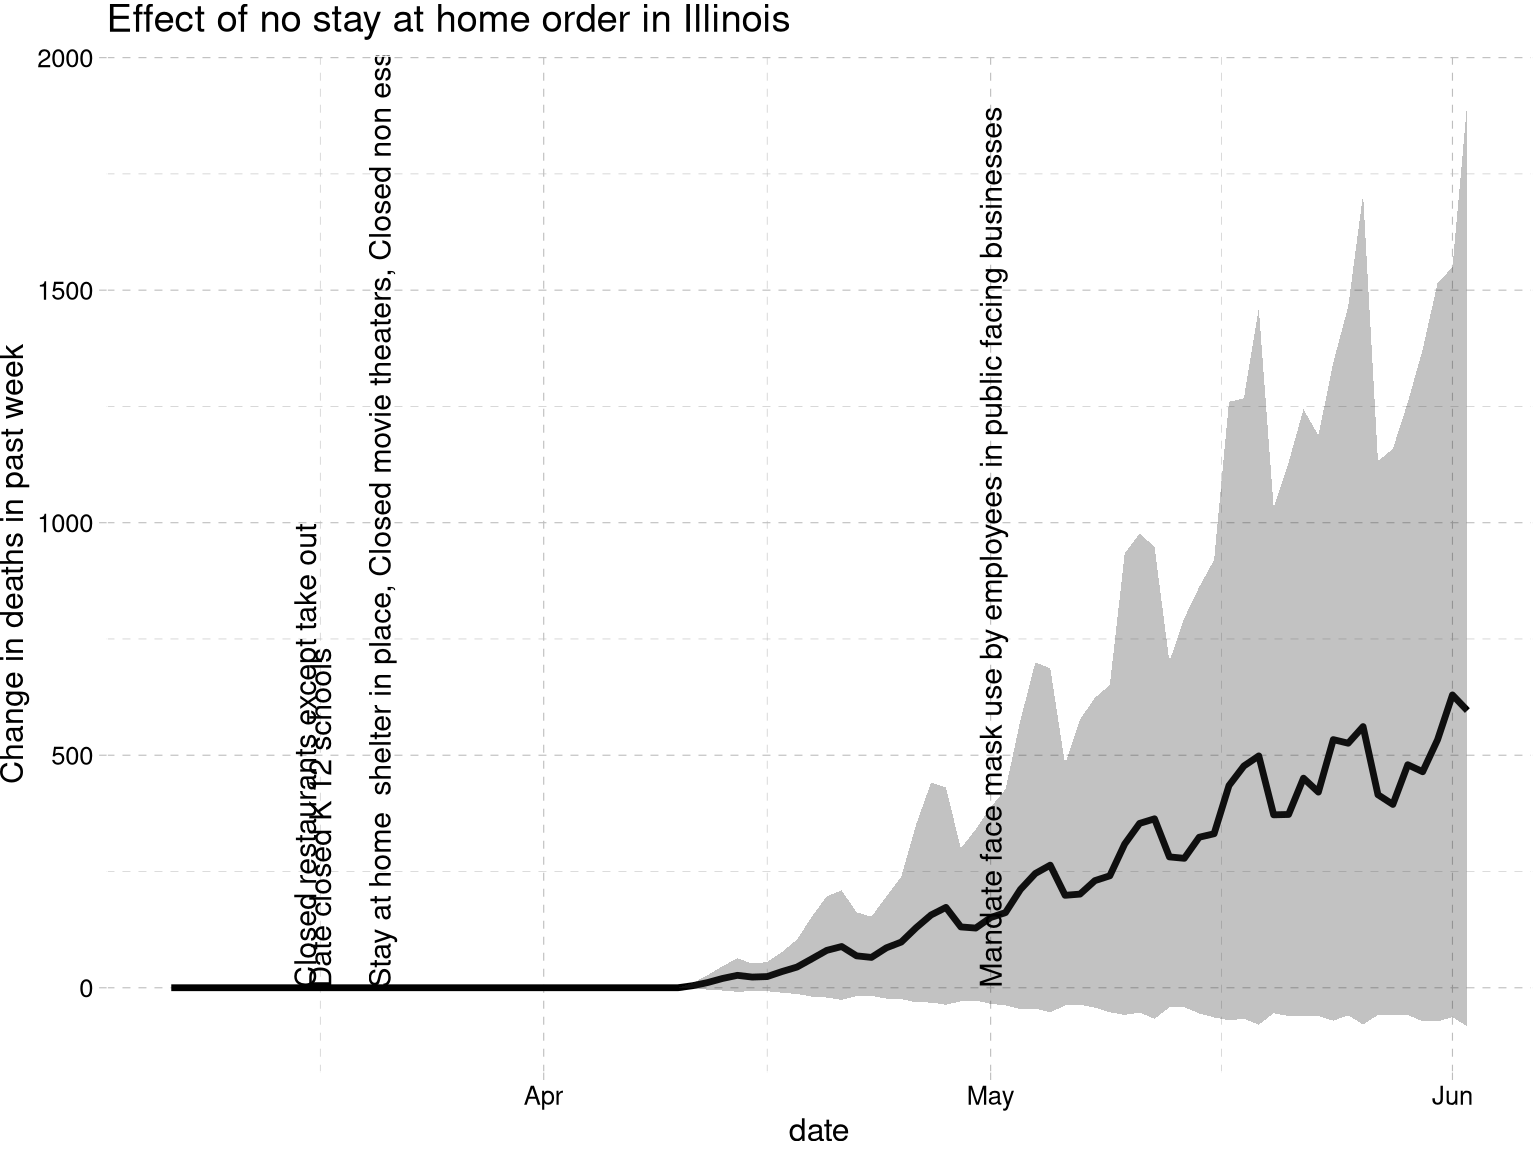 Effect of no stay at home order in Illinois
Change in deaths in past week
2000
1500
1000
500
0
Closed restaurants except take out
Date closed K 12 schools
Stay at home  shelter in place, Closed movie theaters, Closed non ess
Mandate face mask use by employees in public facing businesses
Apr
May
Jun
date